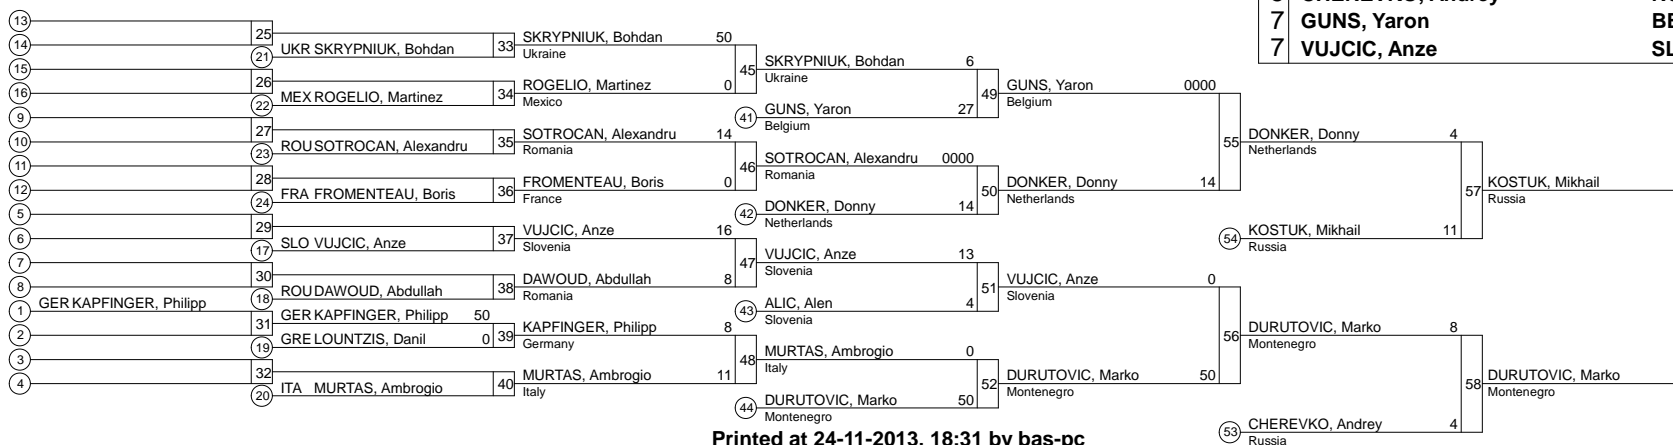 7 GUNS, Yaron
7 VUJCIC, Anze
13
14
15
16
9
10
11
12
5
6
7
8
1 GER KAPFINGER, Philipp
2
3
4
25
21 UKR SKRYPNIUK, Bohdan
26
22 MEX ROGELIO, Martinez
27
23 ROU SOTROCAN, Alexandru
28
24 FRA FROMENTEAU, Boris
29
17 SLO VUJCIC, Anze
30
18 ROU DAWOUD, Abdullah
GER KAPFINGER, Philipp 50
31
19 GRE LOUNTZIS, Danil 0
32
20 ITA MURTAS, Ambrogio
33 SKRYPNIUK, Bohdan 50
Ukraine
34 ROGELIO, Martinez 0
Mexico
35 SOTROCAN, Alexandru 14
Romania
36 FROMENTEAU, Boris 0
France
37 VUJCIC, Anze 16
Slovenia
38 DAWOUD, Abdullah 8
Romania
39 KAPFINGER, Philipp 8
Germany
40 MURTAS, Ambrogio 11
Italy
45 SKRYPNIUK, Bohdan 6
Ukraine
41 GUNS, Yaron 27
Belgium
46 SOTROCAN, Alexandru 0000
Romania
42 DONKER, Donny 14
Netherlands
47 VUJCIC, Anze 13
Slovenia
43 ALIC, Alen 4
Slovenia
48 MURTAS, Ambrogio 0
Italy
44 DURUTOVIC, Marko 50
Montenegro
49 GUNS, Yaron 0000
Belgium
50 DONKER, Donny 14
Netherlands
51 VUJCIC, Anze 0
Slovenia
52 DURUTOVIC, Marko 50
Montenegro
55 DONKER, Donny 4
Netherlands
54 KOSTUK, Mikhail 11
Russia
56 DURUTOVIC, Marko 8
Montenegro
53 CHEREVKO, Andrey 4
Russia
57 KOSTUK, Mikhail
Russia
58 DURUTOVIC, Marko
Montenegro
Printed at 24-11-2013, 18:31 by bas-pc